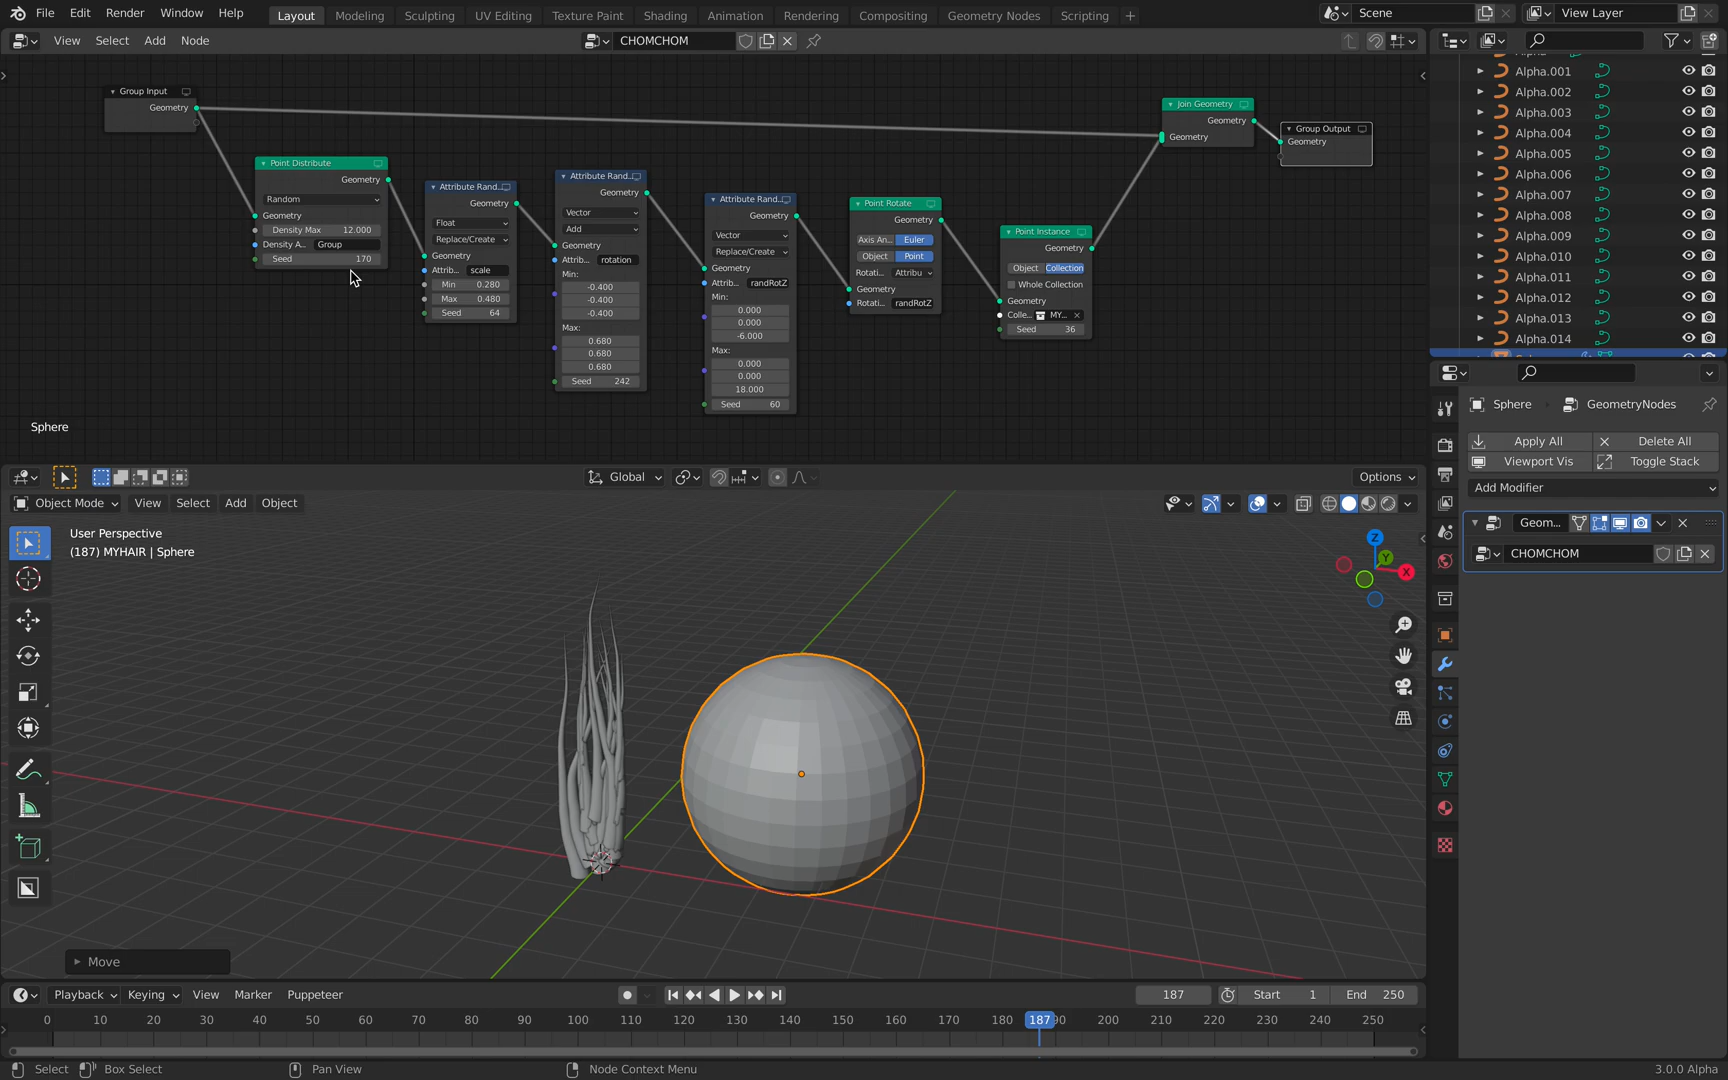 File Edit Render Window Help Layout Modeling Sculpting UV Editing Texture Paint Shading Animation Rendering Compositing Geometry Nodes Scripting Scene View Layer
View Select Add Node CHOMCHOM
Group Input
Geometry
Point Distribute
Geometry
Random
Geometry
Density Max 12.000
Density A... Group
Seed 170
Attribute Rand...
Geometry
Float
Replace/Create
Geometry
Attrib... scale
Min 0.280
Max 0.480
Seed 64
Attribute Rand...
Geometry
Vector
Add
Geometry
Attrib... rotation
Min:
-0.400
-0.400
-0.400
Max:
0.680
0.680
0.680
Seed 242
Attribute Rand...
Geometry
Vector
Replace/Create
Geometry
Attrib... randRotZ
Min:
0.000
0.000
-6.000
Max:
0.000
0.000
18.000
Seed 60
Point Rotate
Geometry
Axis An... Euler
Object Point
Rotati... Attribu
Geometry
Rotati... randRotZ
Point Instance
Geometry
Object Collection
Whole Collection
Geometry
Colle... MY...
Seed 36
Join Geometry
Geometry
Geometry
Group Output
Geometry
Sphere
Alpha.001
Alpha.002
Alpha.003
Alpha.004
Alpha.005
Alpha.006
Alpha.007
Alpha.008
Alpha.009
Alpha.010
Alpha.011
Alpha.012
Alpha.013
Alpha.014
Sphere GeometryNodes
Apply All Delete All
Viewport Vis Toggle Stack
Add Modifier
Geom...
CHOMCHOM
Global Options
Object Mode View Select Add Object
User Perspective
(187) MYHAIR | Sphere
Z
Y
X
Move
Playback Keying View Marker Puppeteer 187 Start 1 End 250
0 10 20 30 40 50 60 70 80 90 100 110 120 130 140 150 160 170 180 187 200 210 220 230 240 250
Select Box Select Pan View Node Context Menu 3.0.0 Alpha